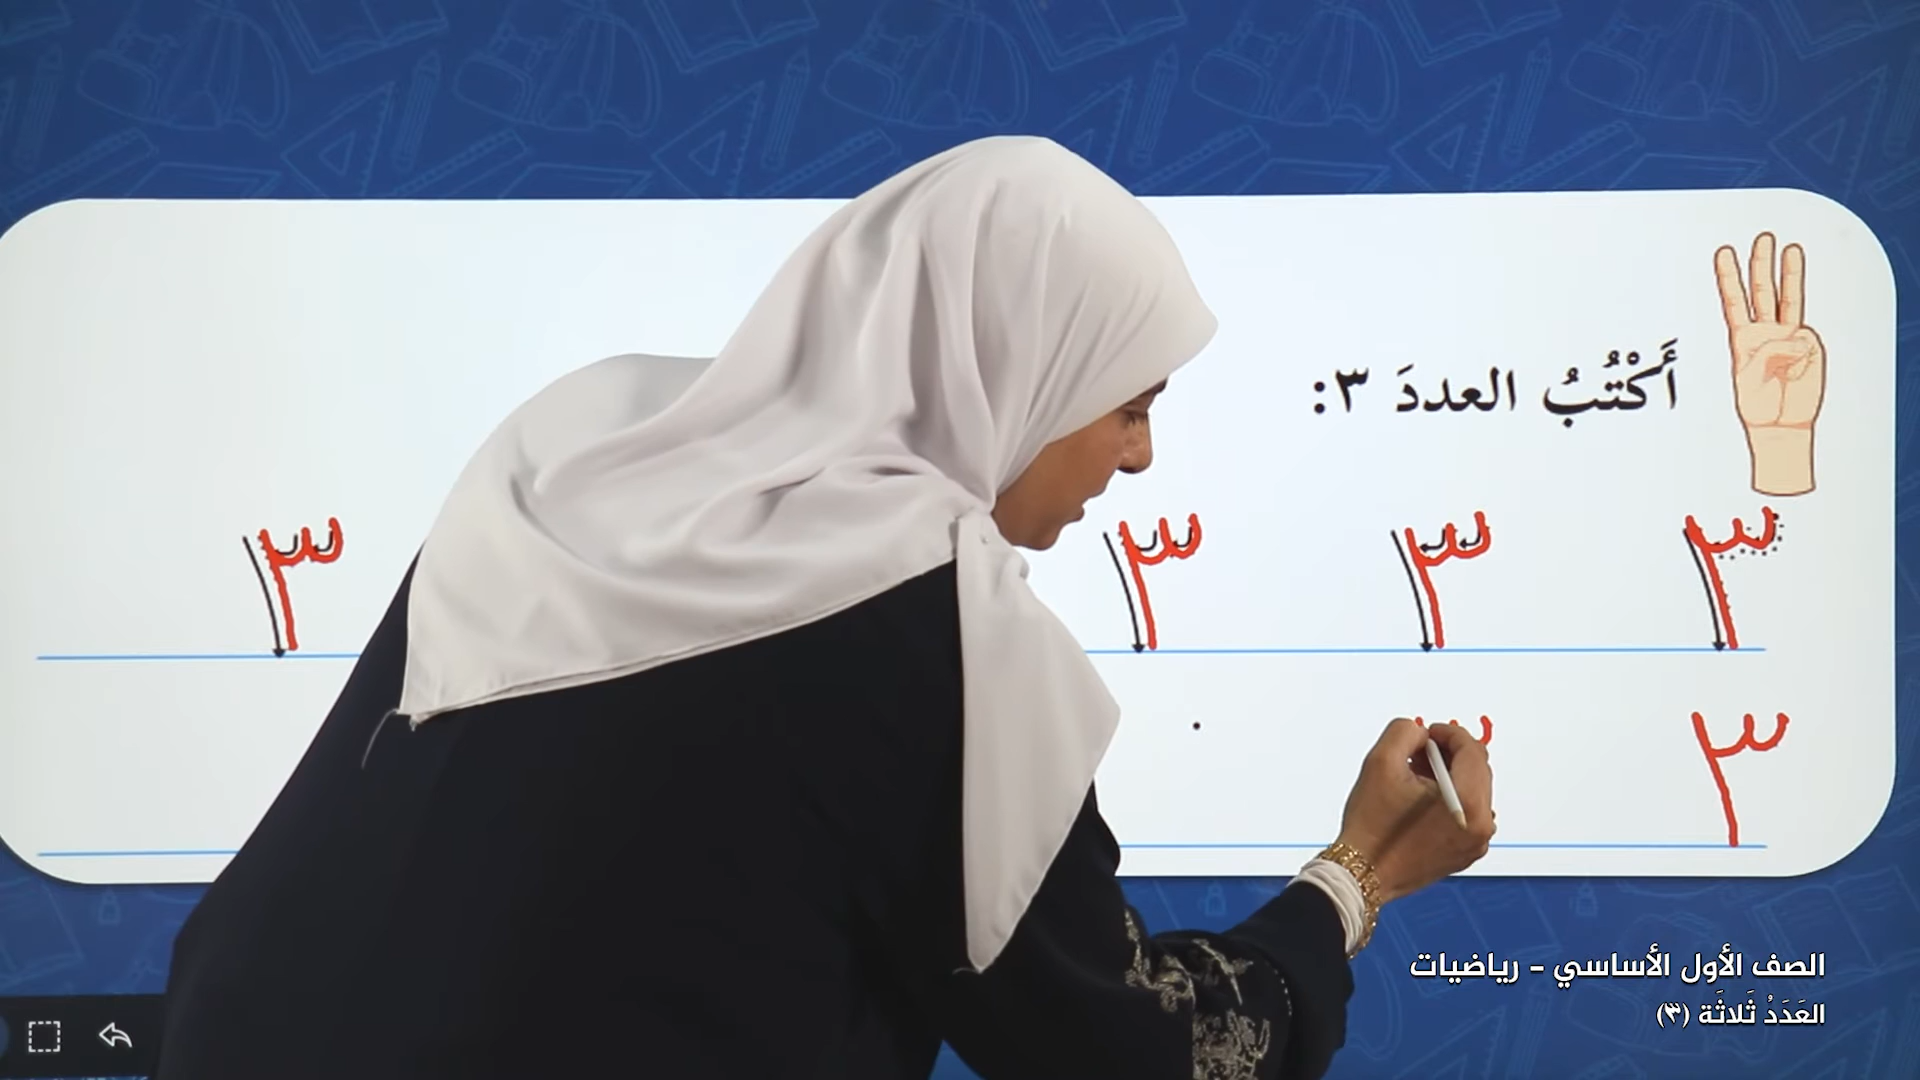 أَكْتُبُ العددَ ٣:
٣ ٣ ٣ ٣
٣ ٣
الصف الأول الأساسي - رياضيات
العَدَدُ ثَلاثَة (٣)